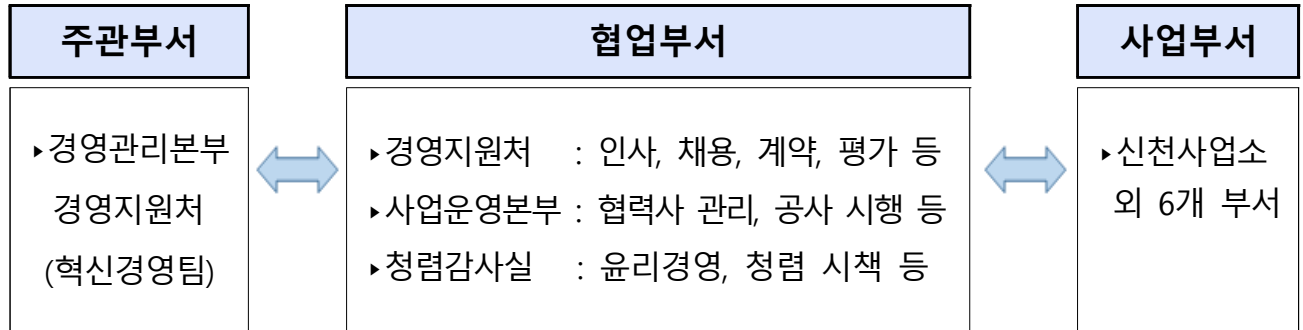 주관부서
▸경영관리본부
경영지원처
(혁신경영팀)
협업부서
▸경영지원처 : 인사, 채용, 계약, 평가 등
▸사업운영본부 : 협력사 관리, 공사 시행 등
▸청렴감사실 : 윤리경영, 청렴 시책 등
사업부서
▸신천사업소
외 6개 부서